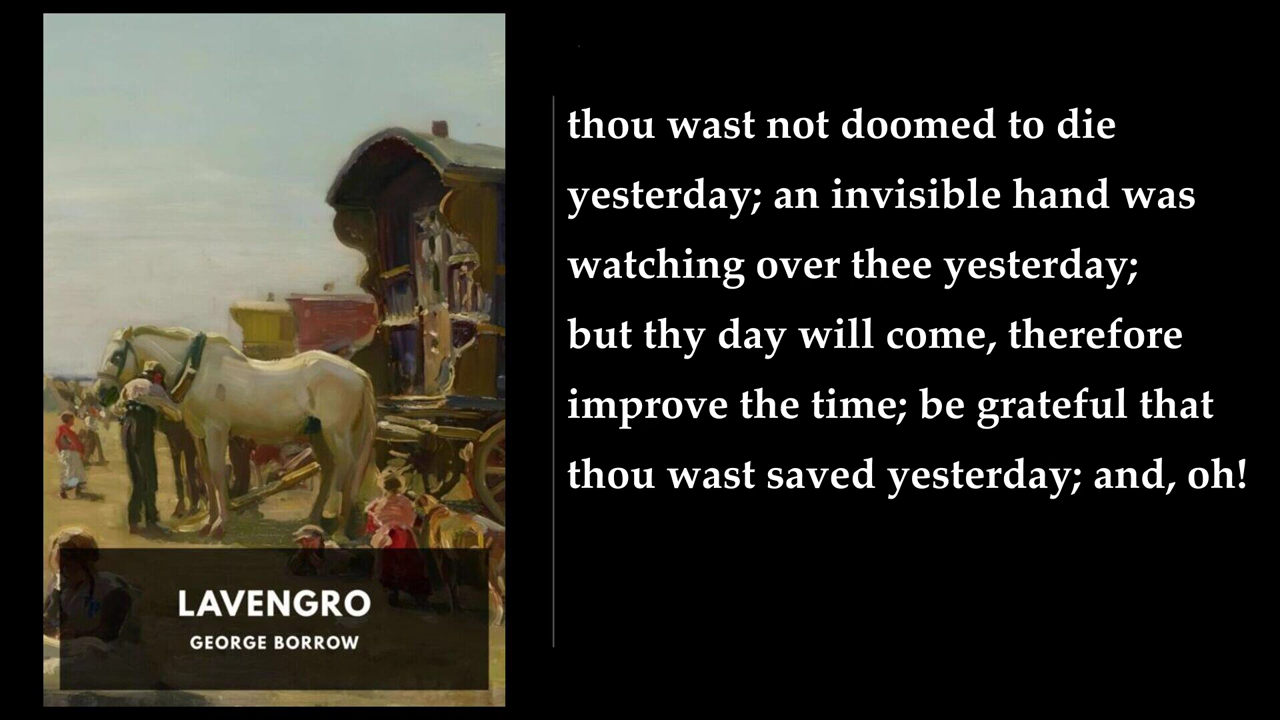 LAVENGRO
GEORGE BORROW
thou wast not doomed to die
yesterday; an invisible hand was
watching over thee yesterday;
but thy day will come, therefore
improve the time; be grateful that
thou wast saved yesterday; and, oh!